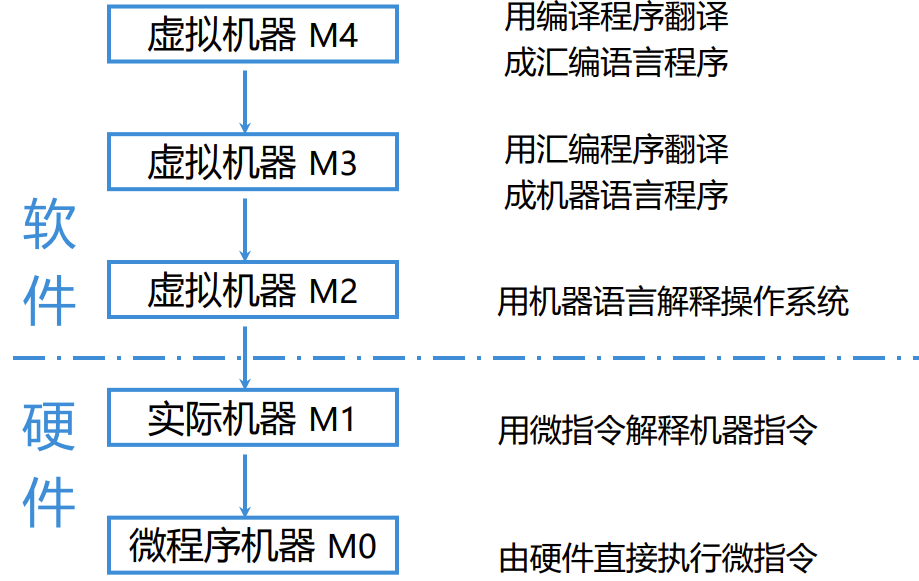 虚拟机器 M4
用编译程序翻译
成汇编语言程序
虚拟机器 M3
用汇编程序翻译
成机器语言程序
软
件
虚拟机器 M2
用机器语言解释操作系统
硬
件
实际机器 M1
用微指令解释机器指令
微程序机器 M0
由硬件直接执行微指令